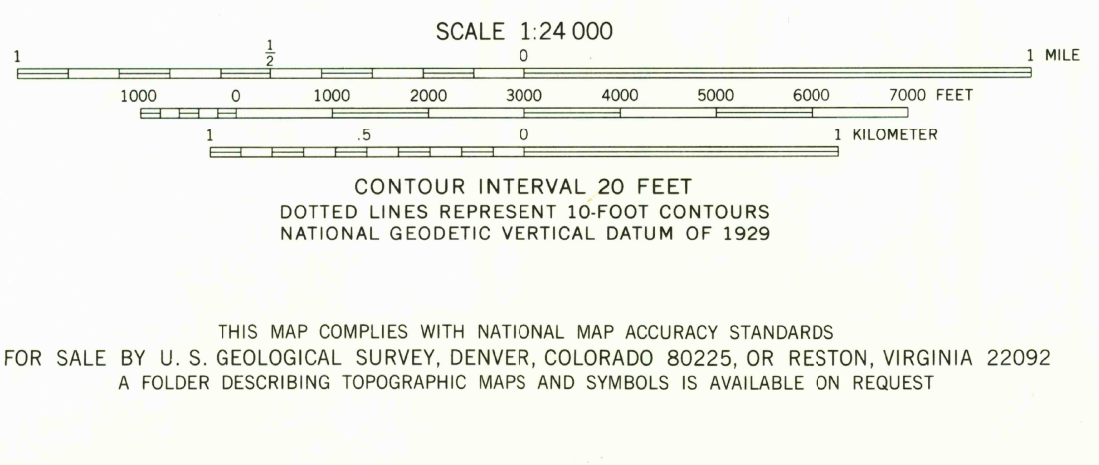 SCALE 1:24 000
1 1/2 0 1 MILE
1000 0 1000 2000 3000 4000 5000 6000 7000 FEET
1 .5 0 1 KILOMETER
CONTOUR INTERVAL 20 FEET
DOTTED LINES REPRESENT 10-FOOT CONTOURS
NATIONAL GEODETIC VERTICAL DATUM OF 1929
THIS MAP COMPLIES WITH NATIONAL MAP ACCURACY STANDARDS
FOR SALE BY U. S. GEOLOGICAL SURVEY, DENVER, COLORADO 80225, OR RESTON, VIRGINIA 22092
A FOLDER DESCRIBING TOPOGRAPHIC MAPS AND SYMBOLS IS AVAILABLE ON REQUEST